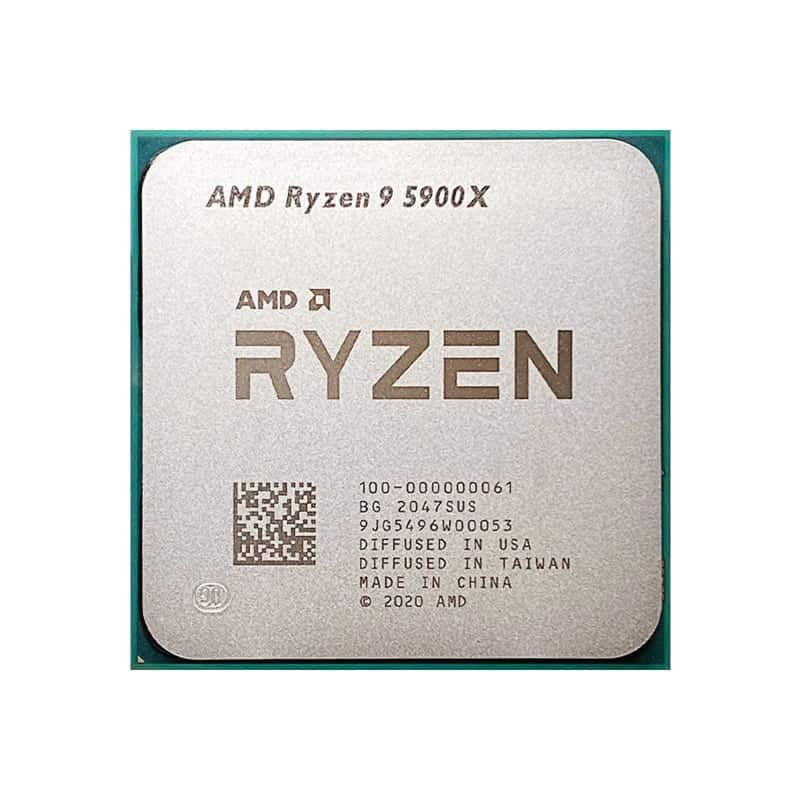 AMD Ryzen 9 5900X
AMD
RYZEN
100-000000061
BG 2047SUS
9JG5496W00053
DIFFUSED IN USA
DIFFUSED IN TAIWAN
MADE IN CHINA
© 2020 AMD